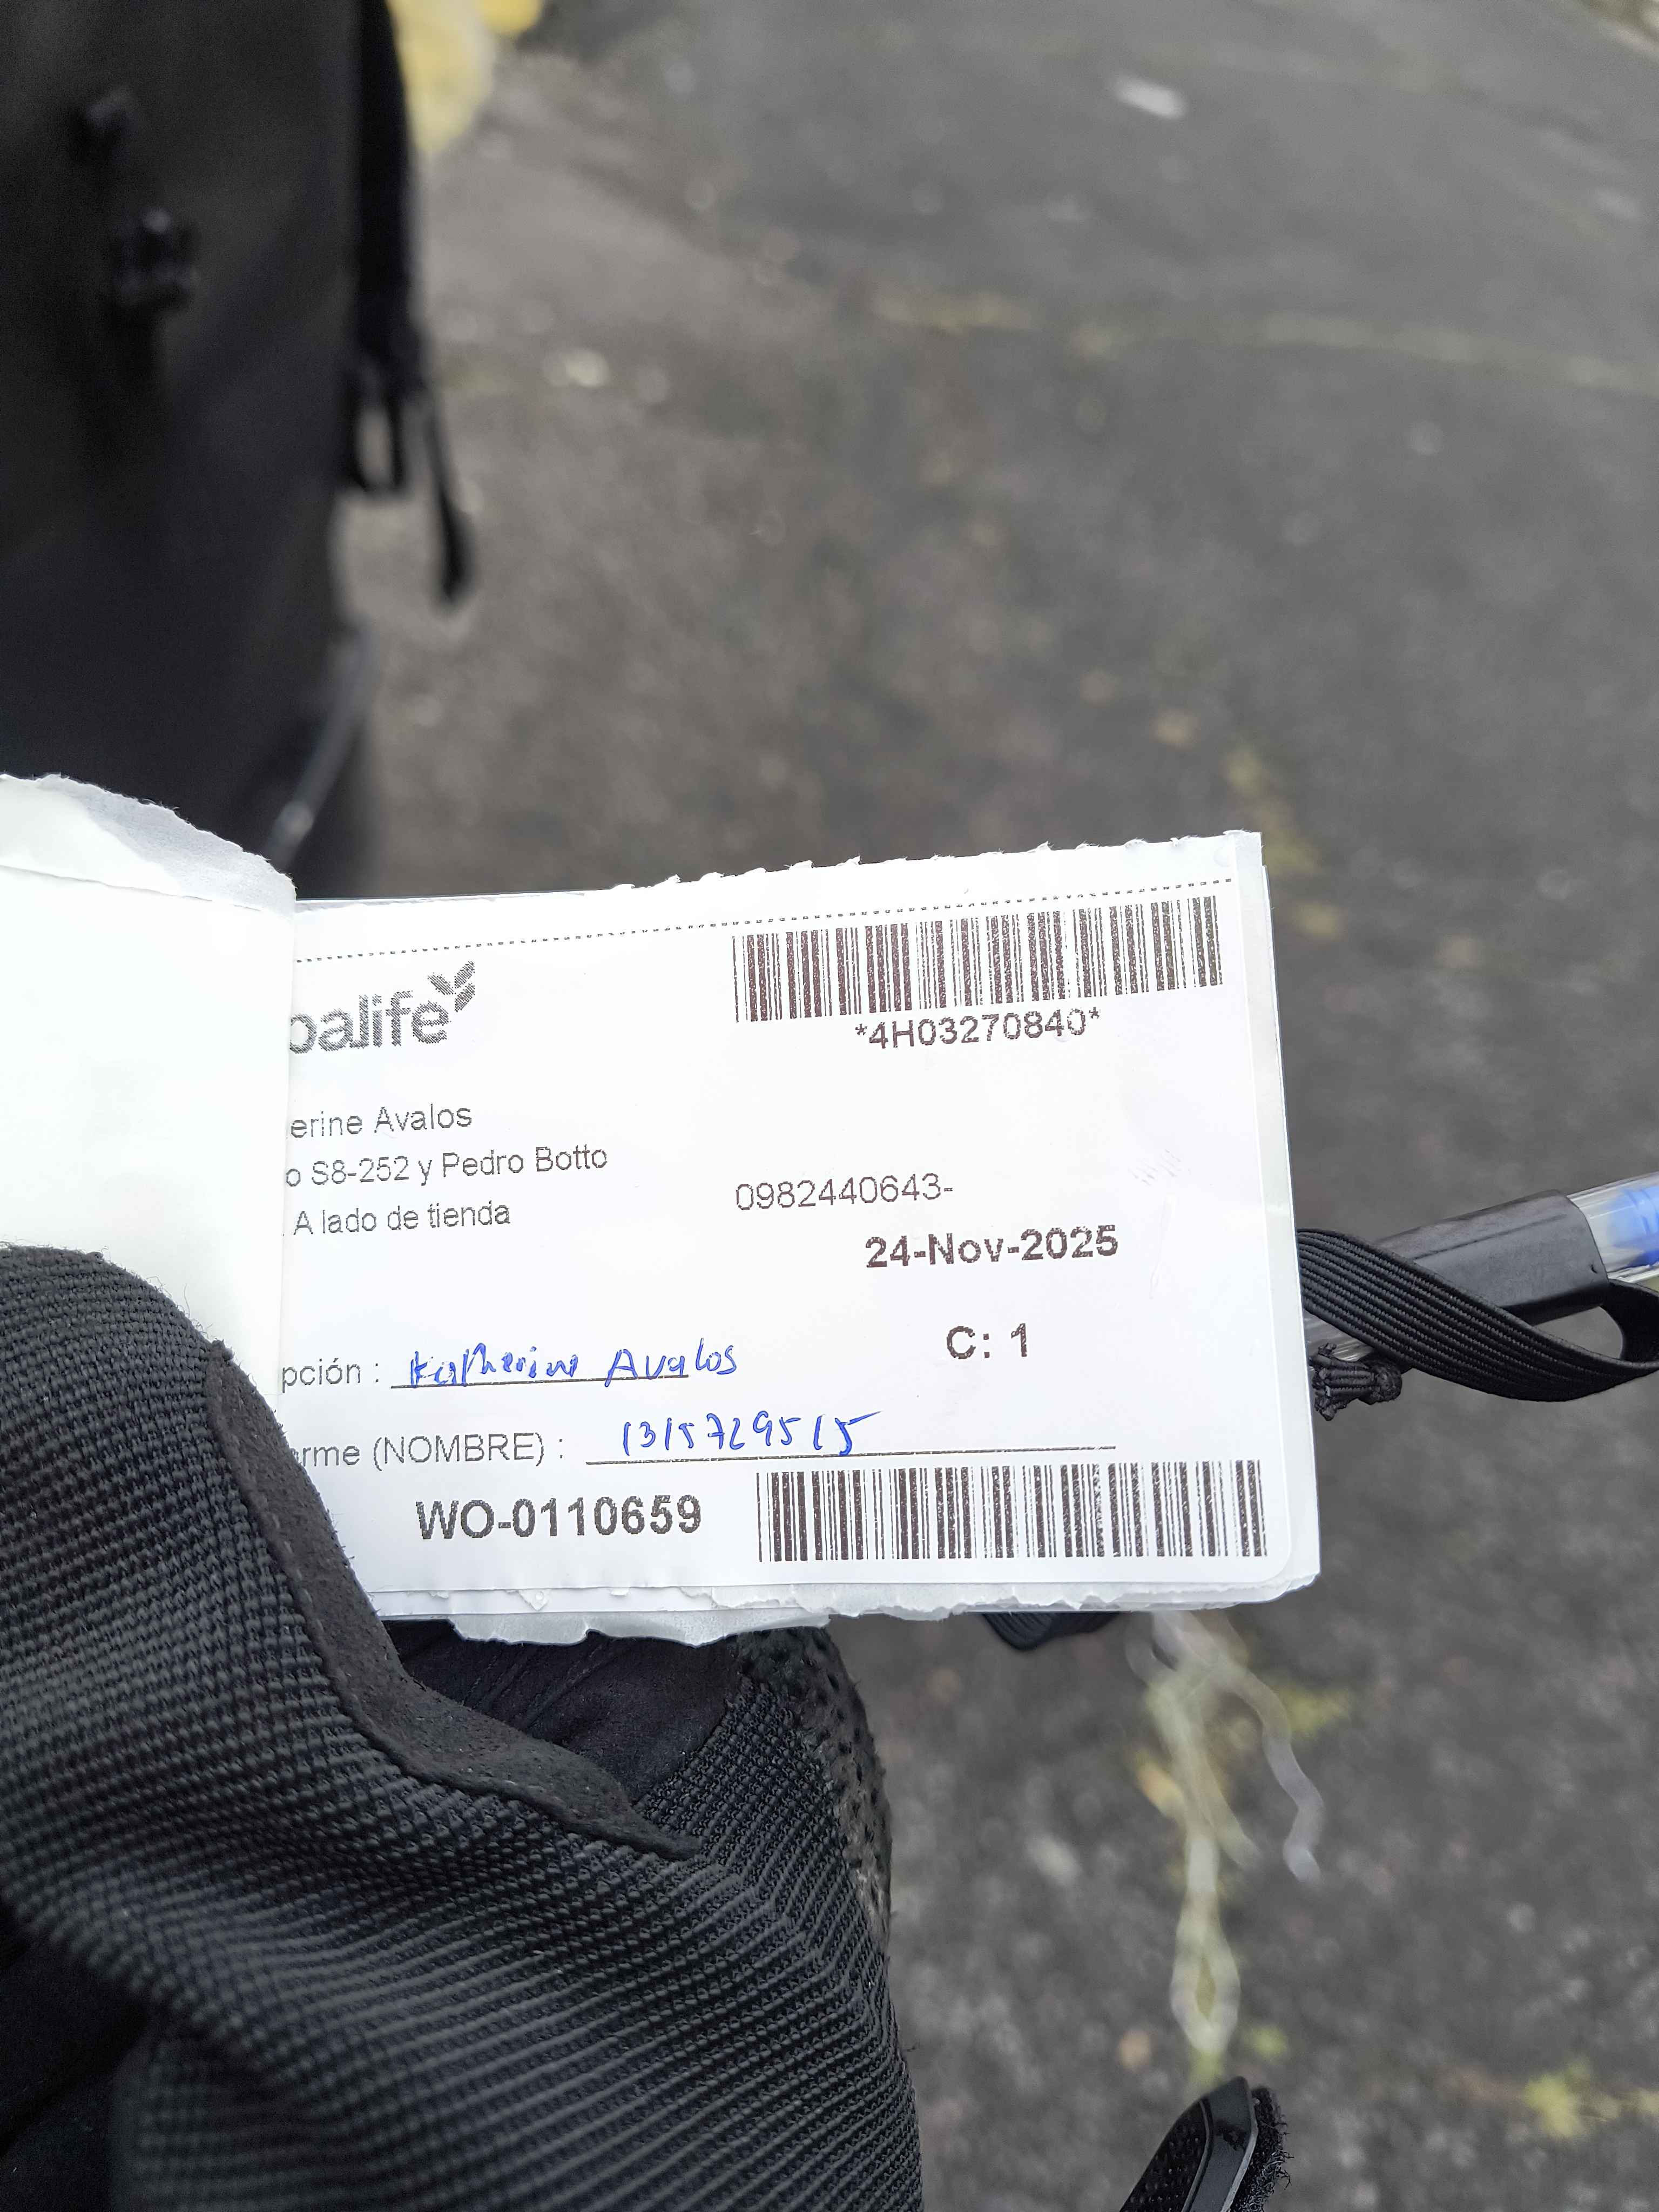 balife
*4H03270840*
erine Avalos
o S8-252 y Pedro Botto
A lado de tienda
0982440643-
24-Nov-2025
C: 1
pción : Katherine Avalos
rme (NOMBRE) : 1315729515
WO-0110659